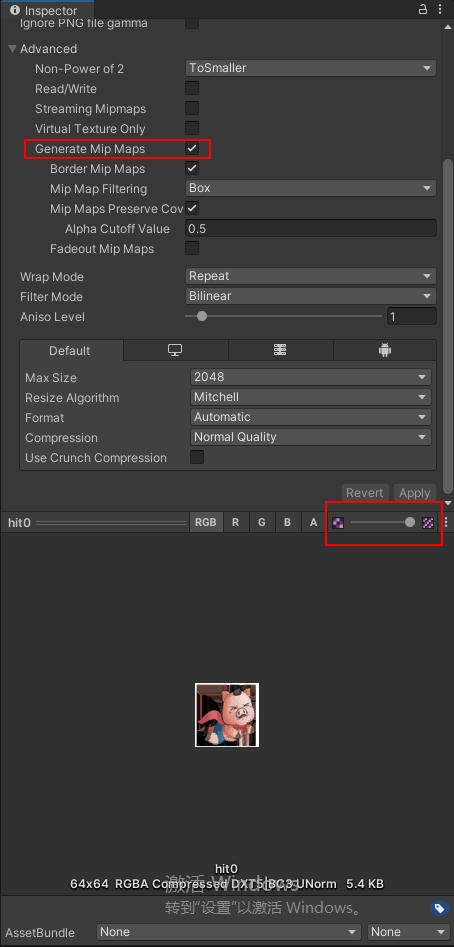 Inspector
Ignore PNG file gamma
Advanced
Non-Power of 2 ToSmaller
Read/Write
Streaming Mipmaps
Virtual Texture Only
Generate Mip Maps
Border Mip Maps
Mip Map Filtering Box
Mip Maps Preserve Cov
Alpha Cutoff Value 0.5
Fadeout Mip Maps
Wrap Mode Repeat
Filter Mode Bilinear
Aniso Level 1
Default
Max Size 2048
Resize Algorithm Mitchell
Format Automatic
Compression Normal Quality
Use Crunch Compression
Revert Apply
hit0 RGB R G B A
hit0
激活 Windows
64x64 RGBA Compressed DXT5|BC3 UNorm 5.4 KB
转到“设置”以激活 Windows。
AssetBundle None None